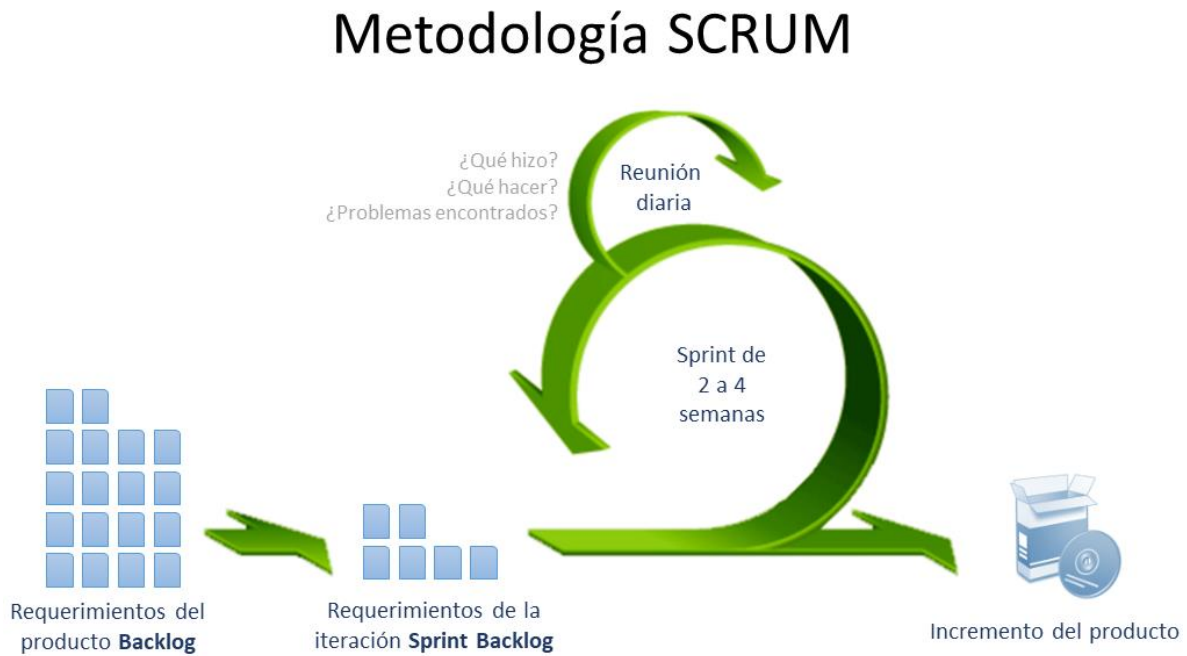 Metodología SCRUM
¿Qué hizo?
¿Qué hacer?
¿Problemas encontrados?
Reunión
diaria
Sprint de
2 a 4
semanas
Requerimientos del
producto Backlog
Requerimientos de la
iteración Sprint Backlog
Incremento del producto